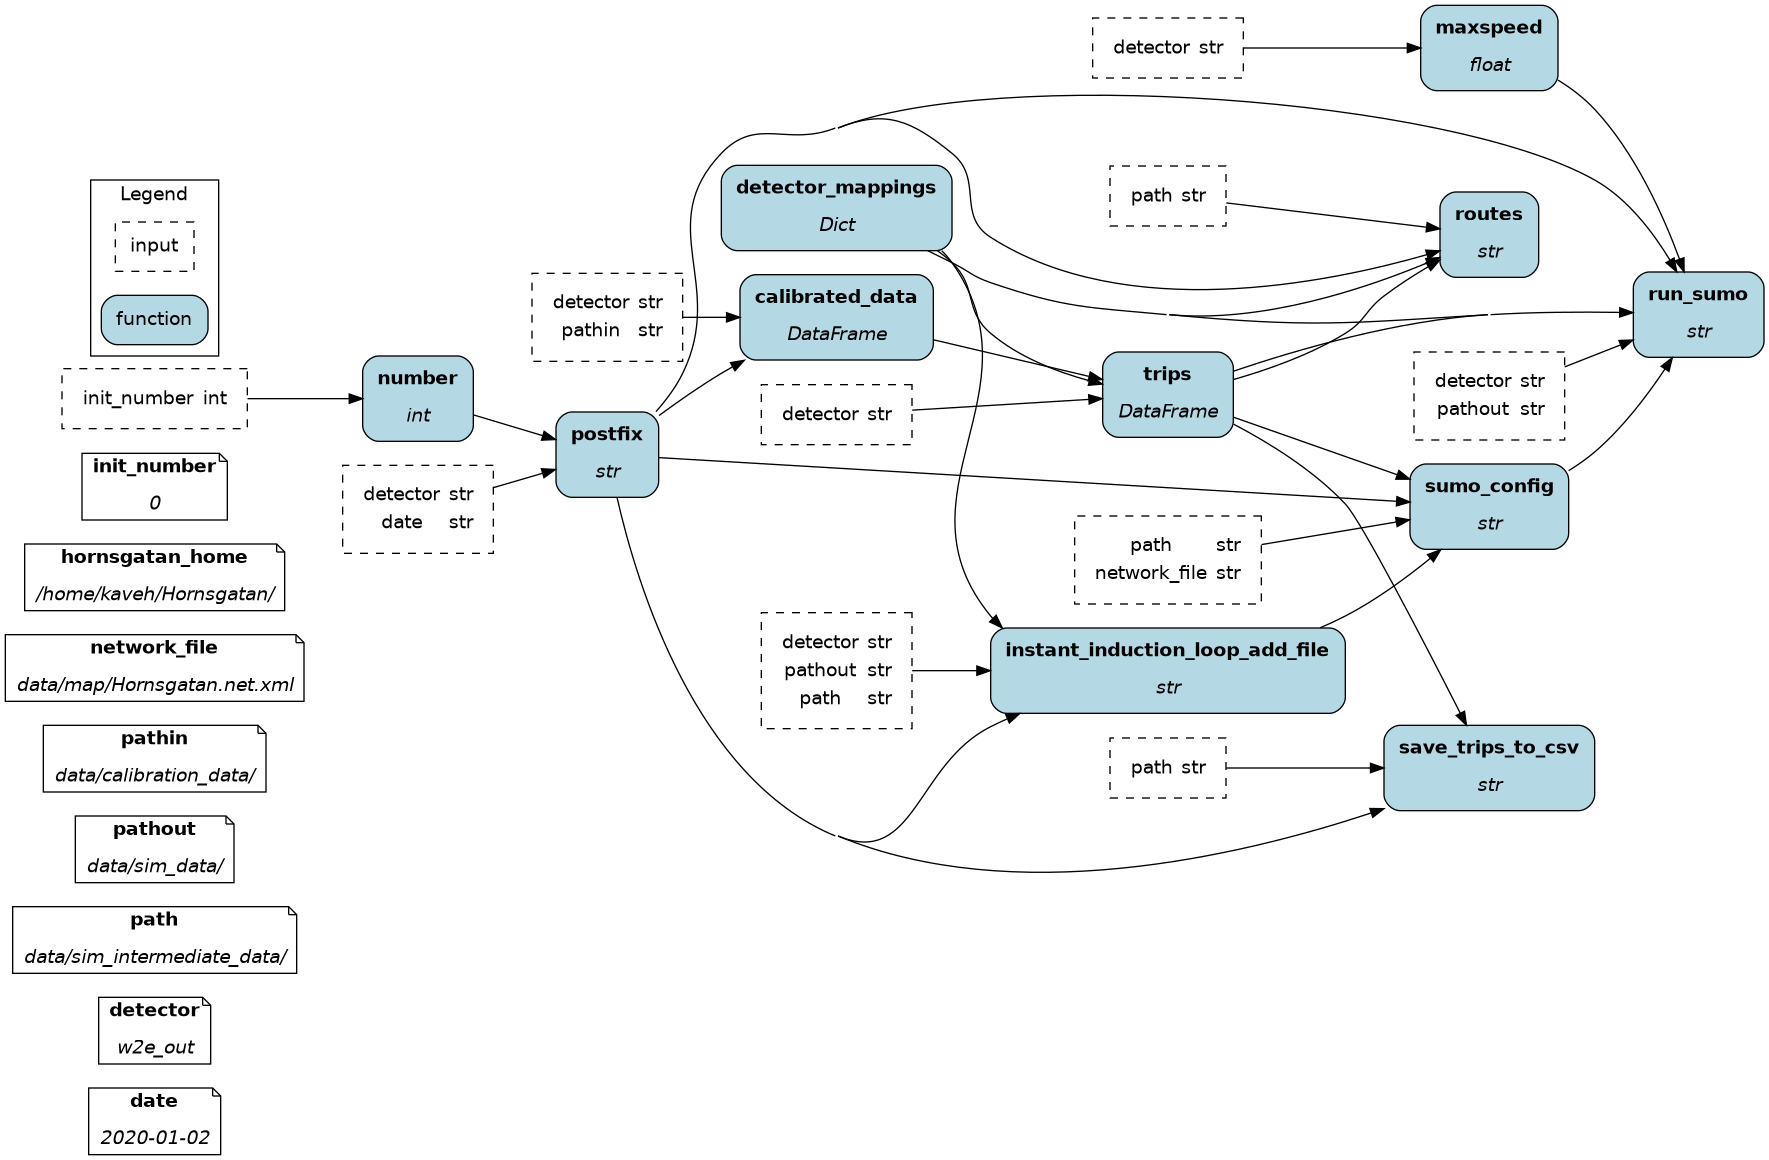 Legend
input
function
init_number int
init_number
0
hornsgatan_home
/home/kaveh/Hornsgatan/
network_file
data/map/Hornsgatan.net.xml
pathin
data/calibration_data/
pathout
data/sim_data/
path
data/sim_intermediate_data/
detector
w2e_out
date
2020-01-02
number
int
detector str
date str
postfix
str
detector str
pathin str
detector_mappings
Dict
calibrated_data
DataFrame
detector str
detector str
pathout str
path str
detector str
path str
trips
DataFrame
path str
network_file str
instant_induction_loop_add_file
str
path str
maxspeed
float
routes
str
detector str
pathout str
sumo_config
str
save_trips_to_csv
str
run_sumo
str